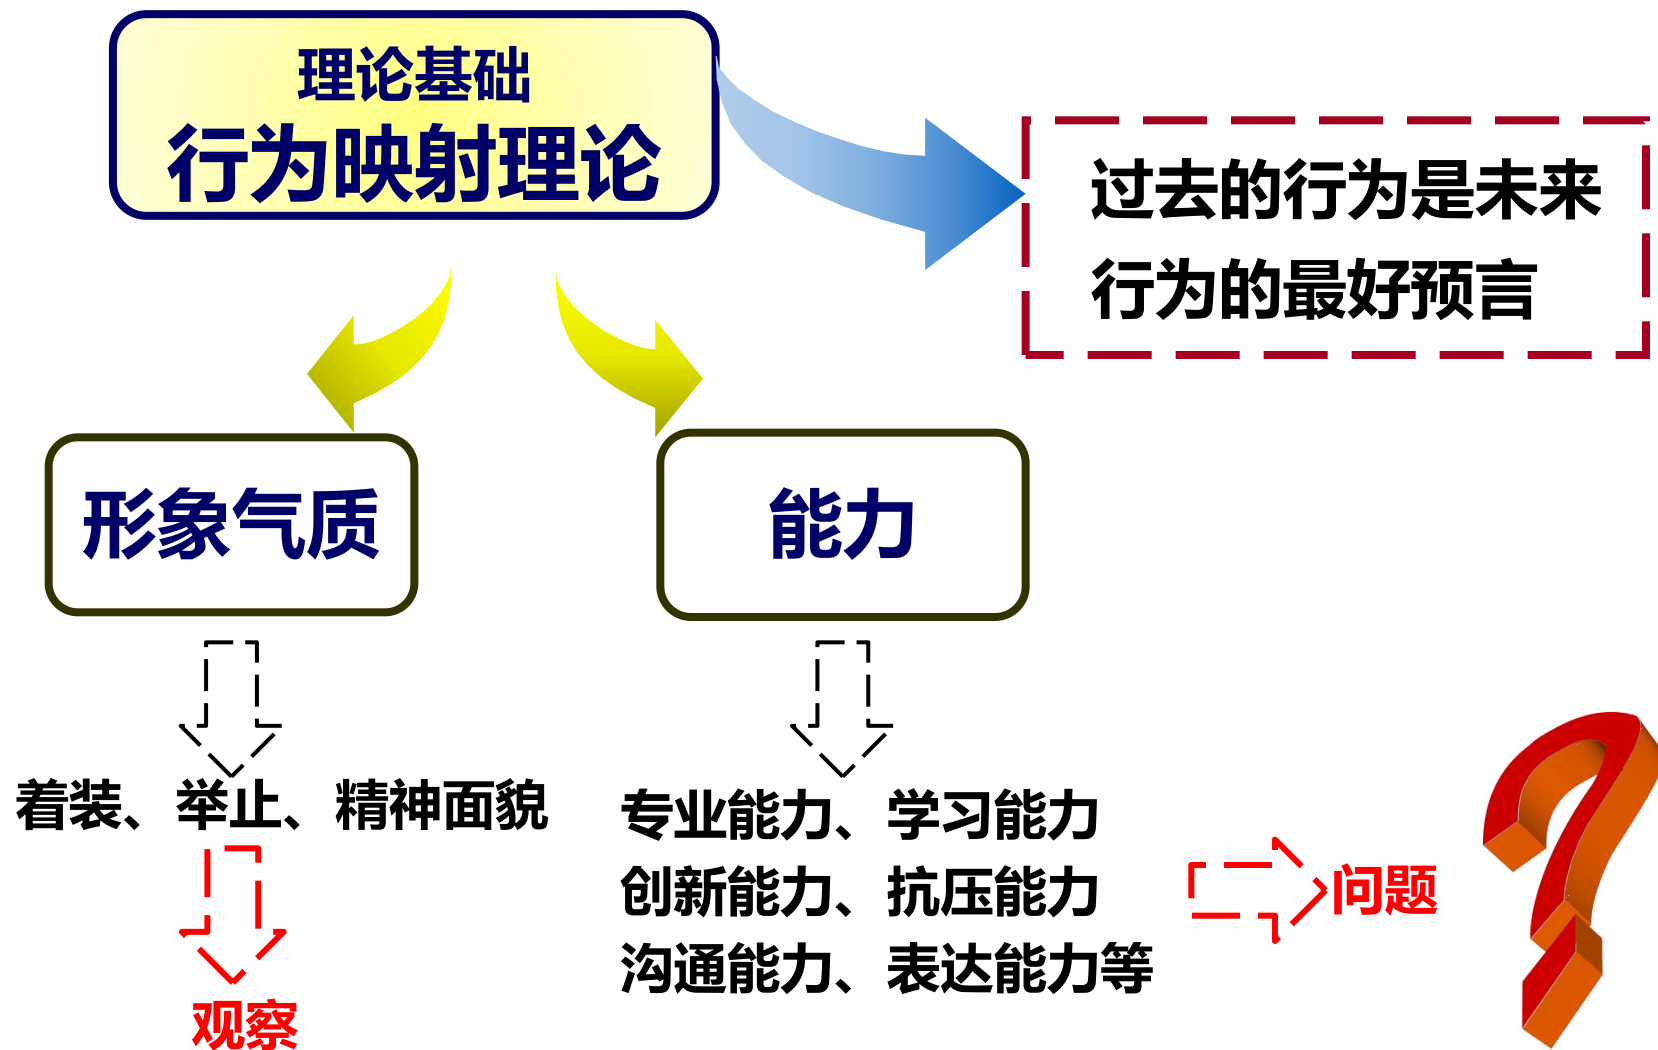 理论基础
行为映射理论
过去的行为是未来
行为的最好预言
形象气质
能力
着装、举止、精神面貌
专业能力、学习能力
创新能力、抗压能力
沟通能力、表达能力等
问题
观察